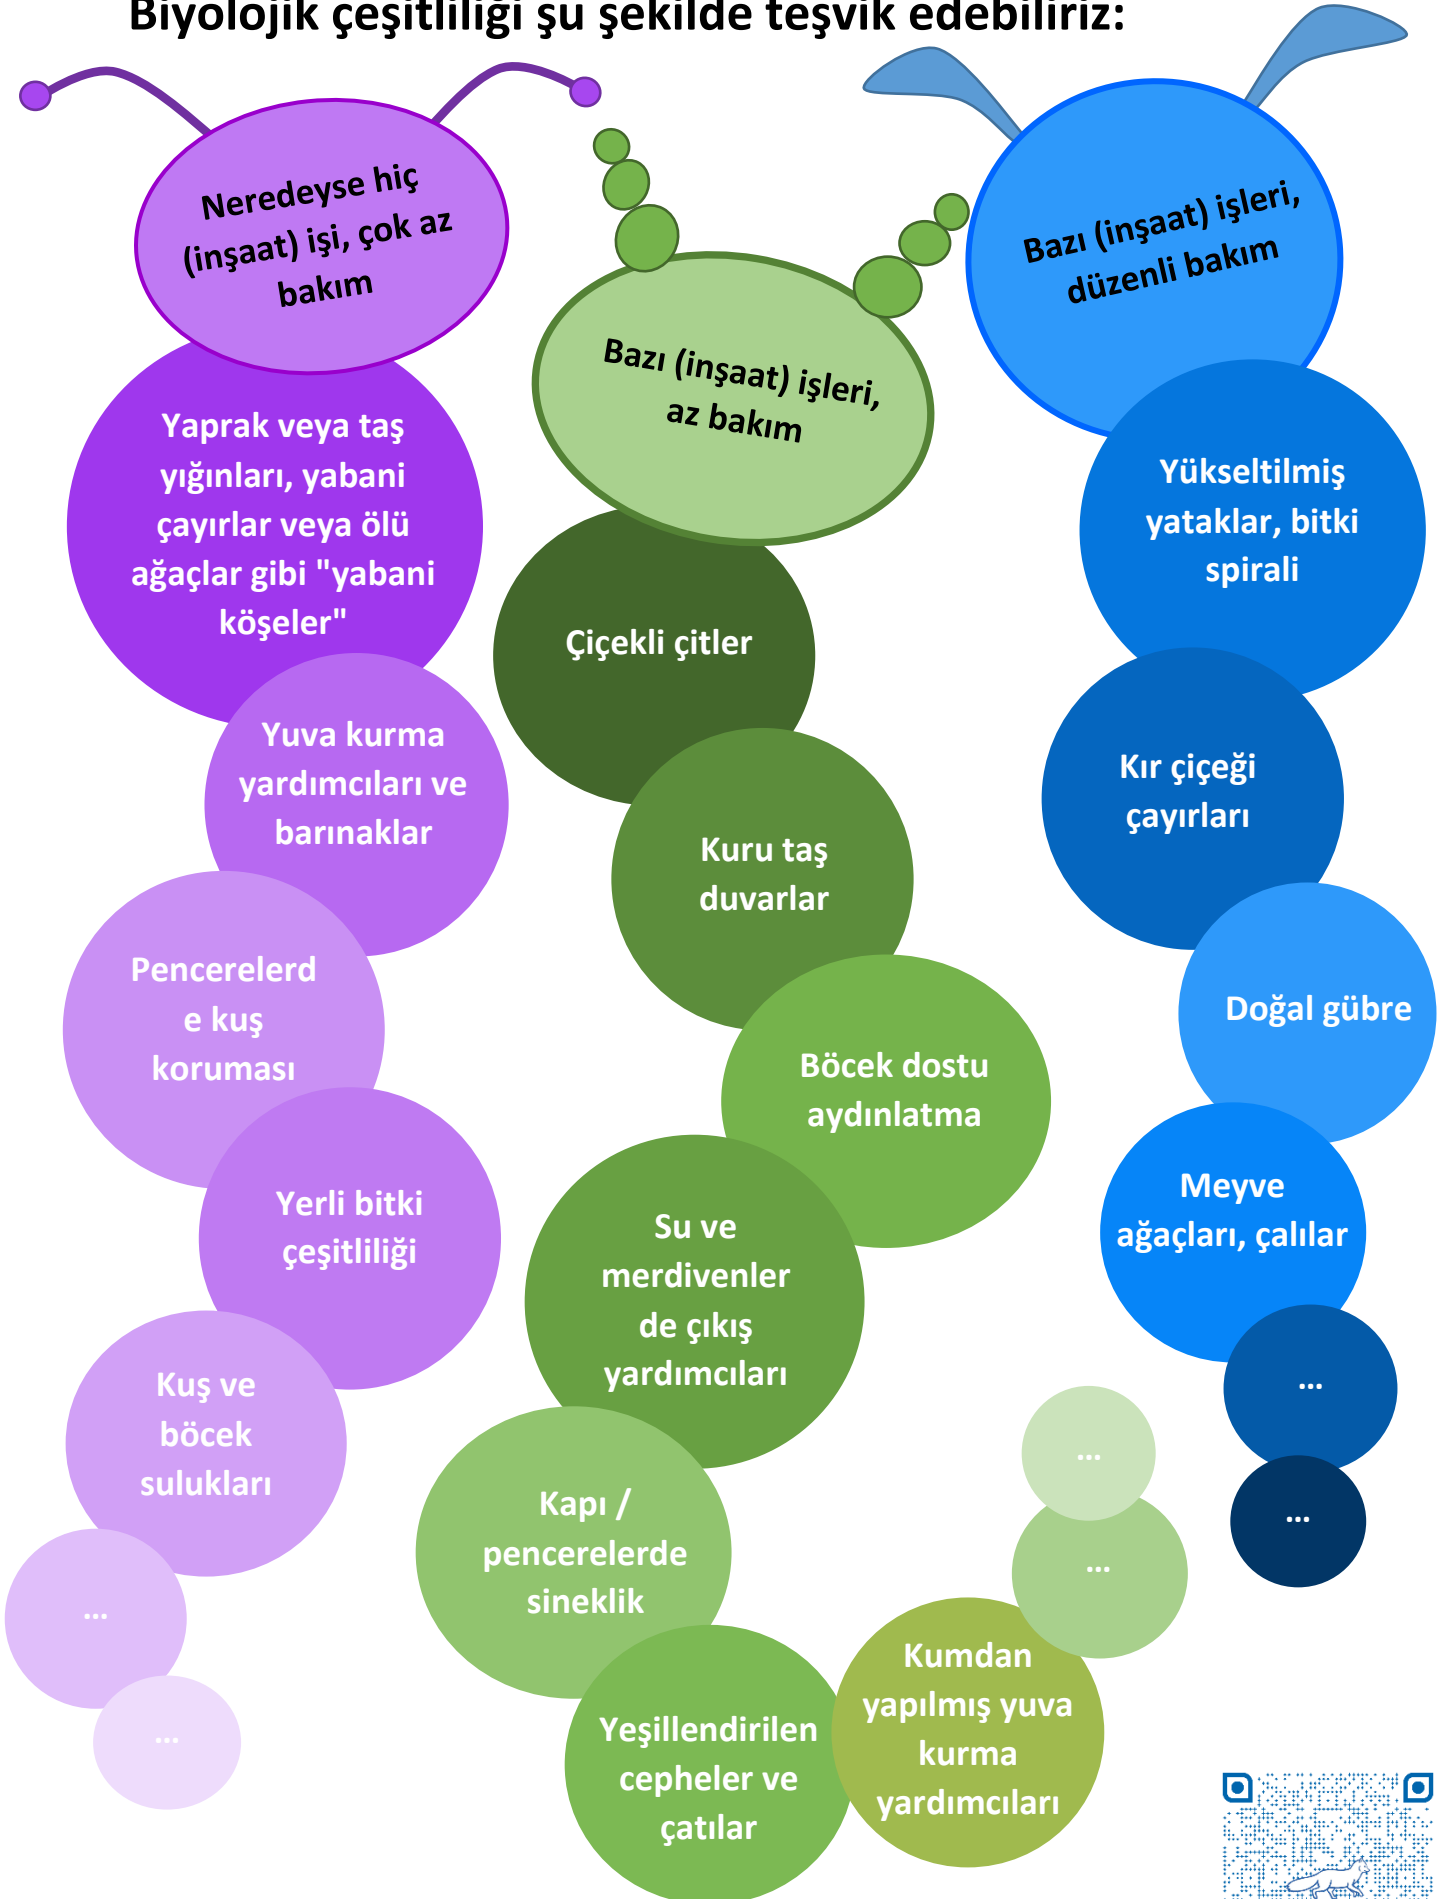 Biyolojik çeşitliliği şu şekilde teşvik edebiliriz:
Neredeyse hiç
(inşaat) işi, çok az
bakım
Yaprak veya taş
yığınları, yabani
çayırlar veya ölü
ağaçlar gibi "yabani
köşeler"
Yuva kurma
yardımcıları ve
barınaklar
Pencerelerd
e kuş
koruması
Yerli bitki
çeşitliliği
Kuş ve
böcek
sulukları
...
...
Bazı (inşaat) işleri,
az bakım
Çiçekli çitler
Kuru taş
duvarlar
Böcek dostu
aydınlatma
Su ve
merdivenler
de çıkış
yardımcıları
Kapı /
pencerelerde
sineklik
Yeşillendirilen
cepheler ve
çatılar
Kumdan
yapılmış yuva
kurma
yardımcıları
...
...
Bazı (inşaat) işleri,
düzenli bakım
Yükseltilmiş
yataklar, bitki
spirali
Kır çiçeği
çayırları
Doğal gübre
Meyve
ağaçları, çalılar
...
...